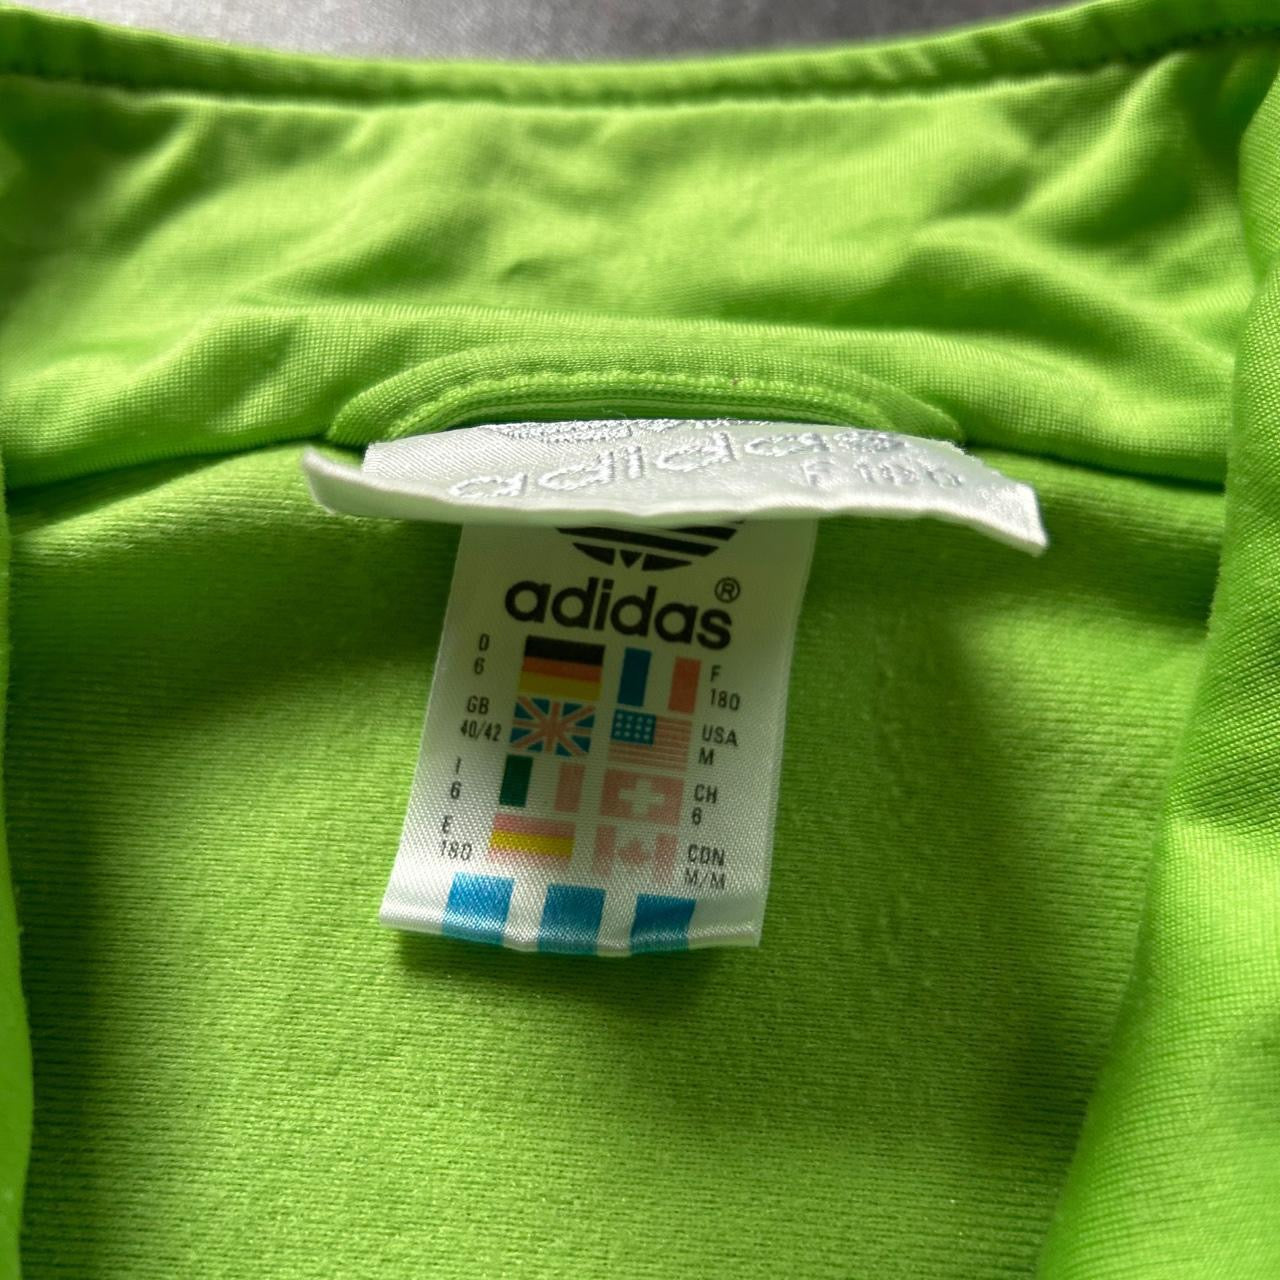 adidas
F 180
adidas®
D
6
F
180
GB
40/42
USA
M
I
6
CH
6
E
180
CDN
M/M